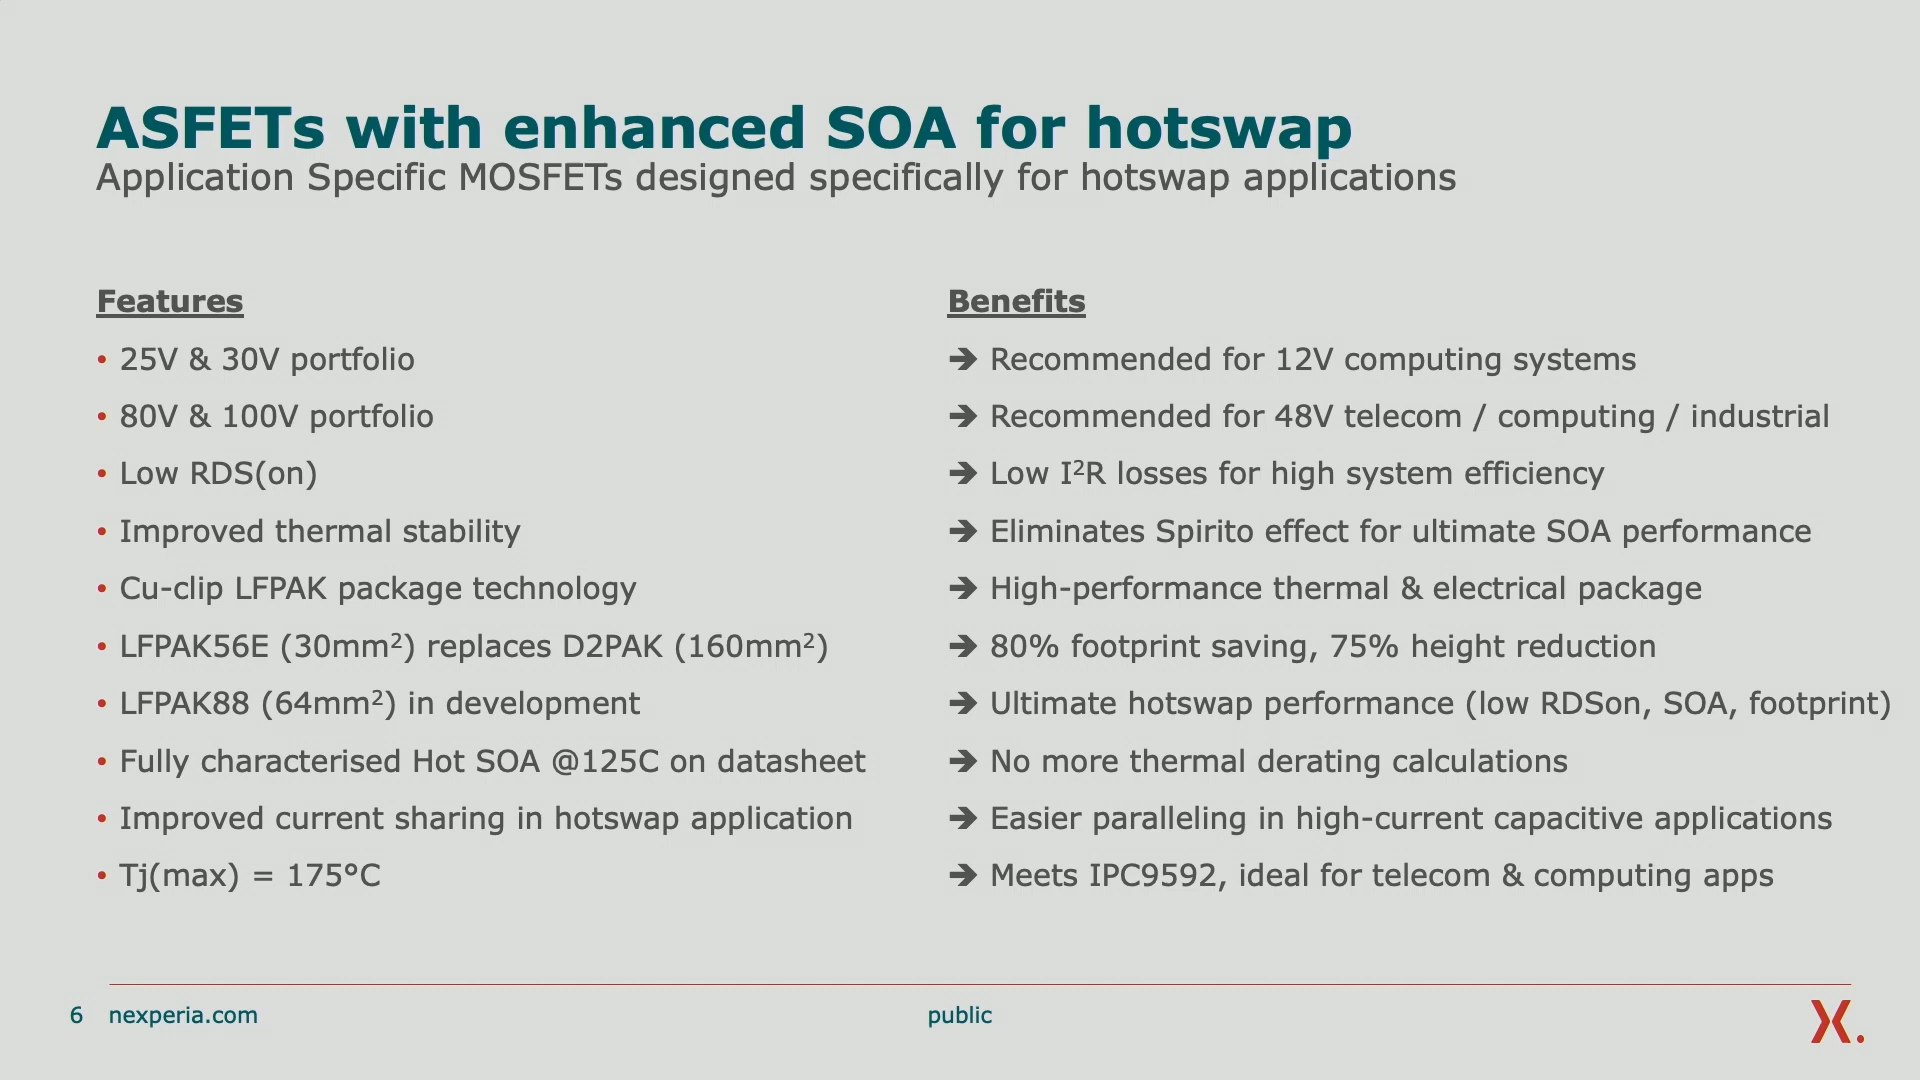 ASFETs with enhanced SOA for hotswap
Application Specific MOSFETs designed specifically for hotswap applications
Features
• 25V & 30V portfolio
• 80V & 100V portfolio
• Low RDS(on)
• Improved thermal stability
• Cu-clip LFPAK package technology
• LFPAK56E (30mm²) replaces D2PAK (160mm²)
• LFPAK88 (64mm²) in development
• Fully characterised Hot SOA @125C on datasheet
• Improved current sharing in hotswap application
• Tj(max) = 175°C
Benefits
➔ Recommended for 12V computing systems
➔ Recommended for 48V telecom / computing / industrial
➔ Low I²R losses for high system efficiency
➔ Eliminates Spirito effect for ultimate SOA performance
➔ High-performance thermal & electrical package
➔ 80% footprint saving, 75% height reduction
➔ Ultimate hotswap performance (low RDSon, SOA, footprint)
➔ No more thermal derating calculations
➔ Easier paralleling in high-current capacitive applications
➔ Meets IPC9592, ideal for telecom & computing apps
6 nexperia.com
public
X.